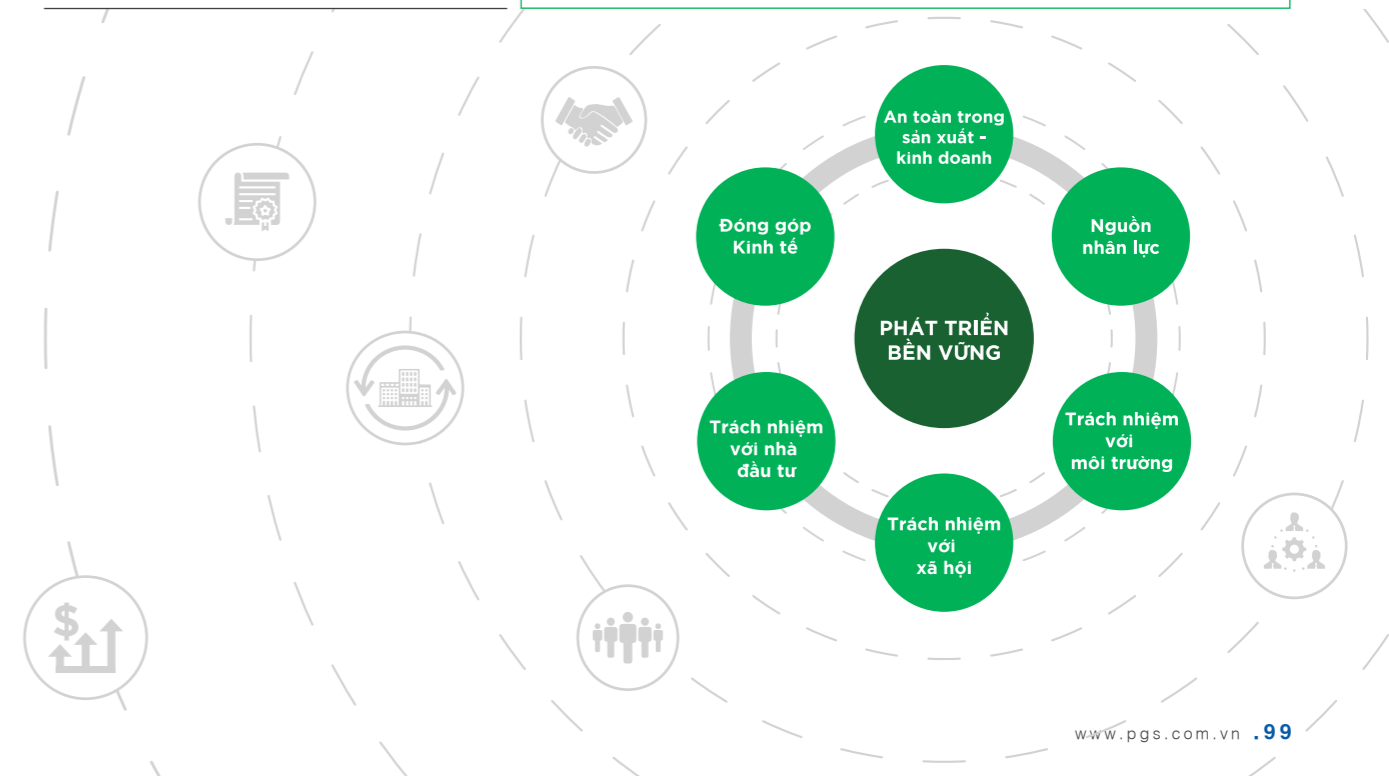 An toàn trong
sản xuất -
kinh doanh
Đóng góp
Kinh tế
Nguồn
nhân lực
PHÁT TRIỂN
BỀN VỮNG
Trách nhiệm
với nhà
đầu tư
Trách nhiệm
với
môi trường
Trách nhiệm
với
xã hội
$
www.pgs.com.vn .99